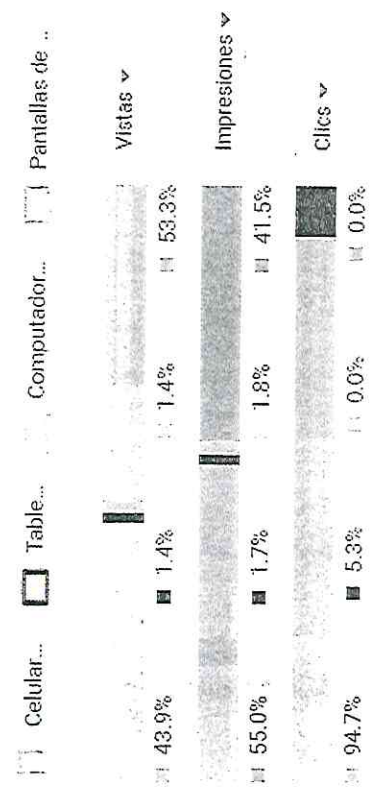 Celular... Table... Computador... Pantallas de ..
Vistas
43.9% 1.4% 1.4% 53.3%
Impresiones
55.0% 1.7% 1.8% 41.5%
Clics
94.7% 5.3% 0.0% 0.0%